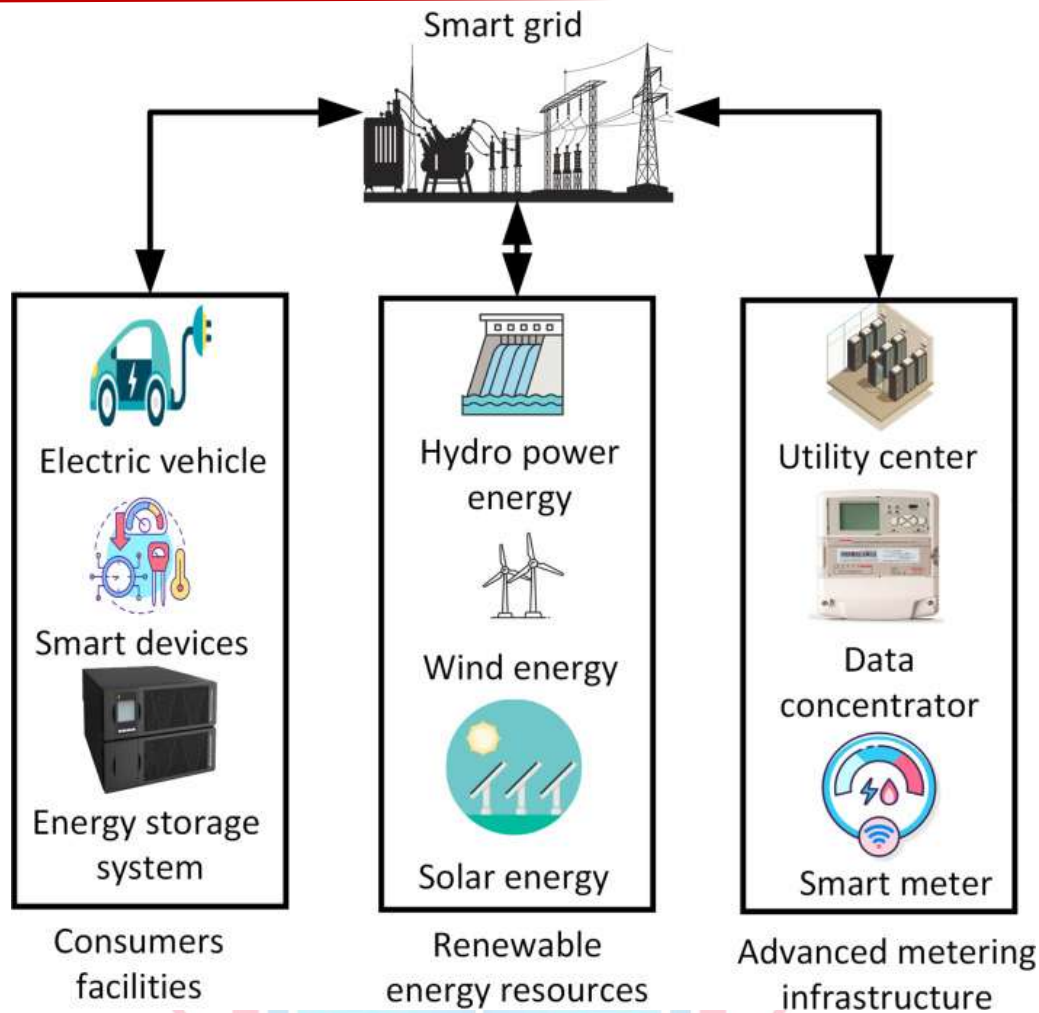 Smart grid
Electric vehicle
Smart devices
Energy storage
system
Consumers
facilities
Hydro power
energy
Wind energy
Solar energy
Renewable
energy resources
Utility center
Data
concentrator
Smart meter
Advanced metering
infrastructure